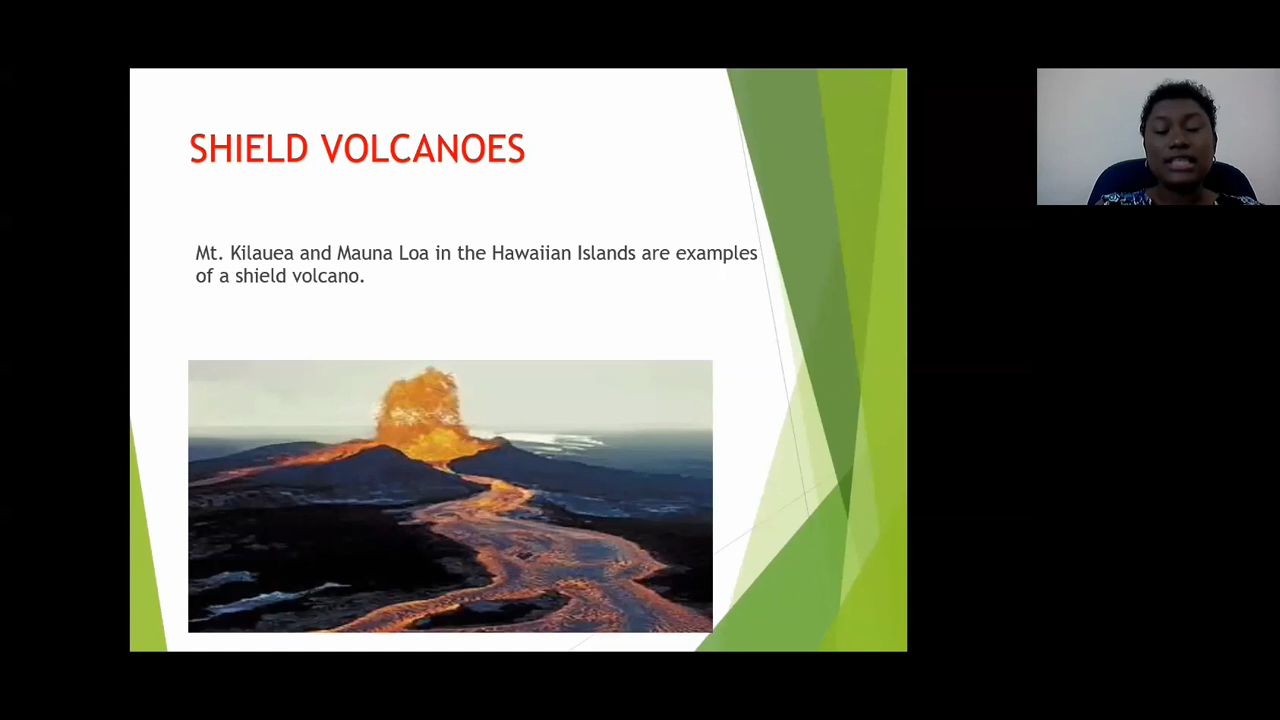 SHIELD VOLCANOES
Mt. Kilauea and Mauna Loa in the Hawaiian Islands are examples
of a shield volcano.